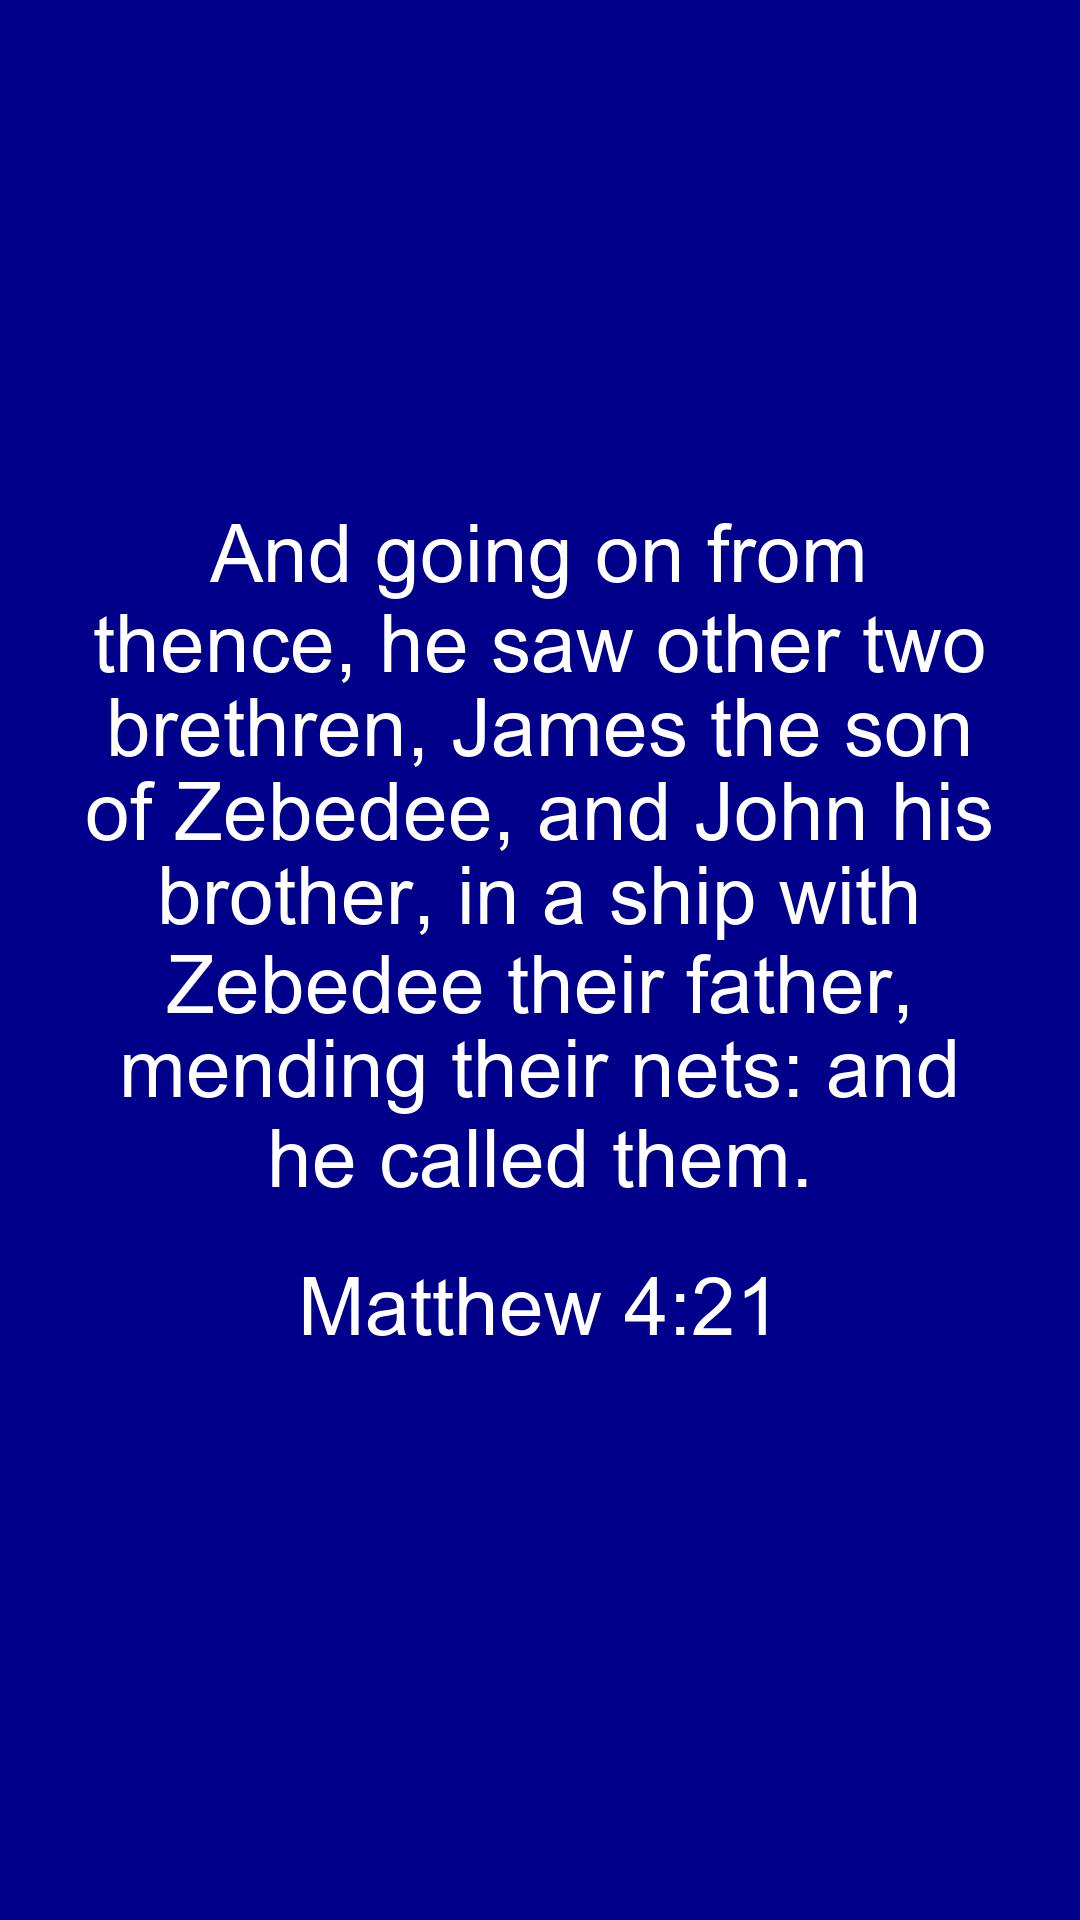 And going on from
thence, he saw other two
brethren, James the son
of Zebedee, and John his
brother, in a ship with
Zebedee their father,
mending their nets: and
he called them.
Matthew 4:21